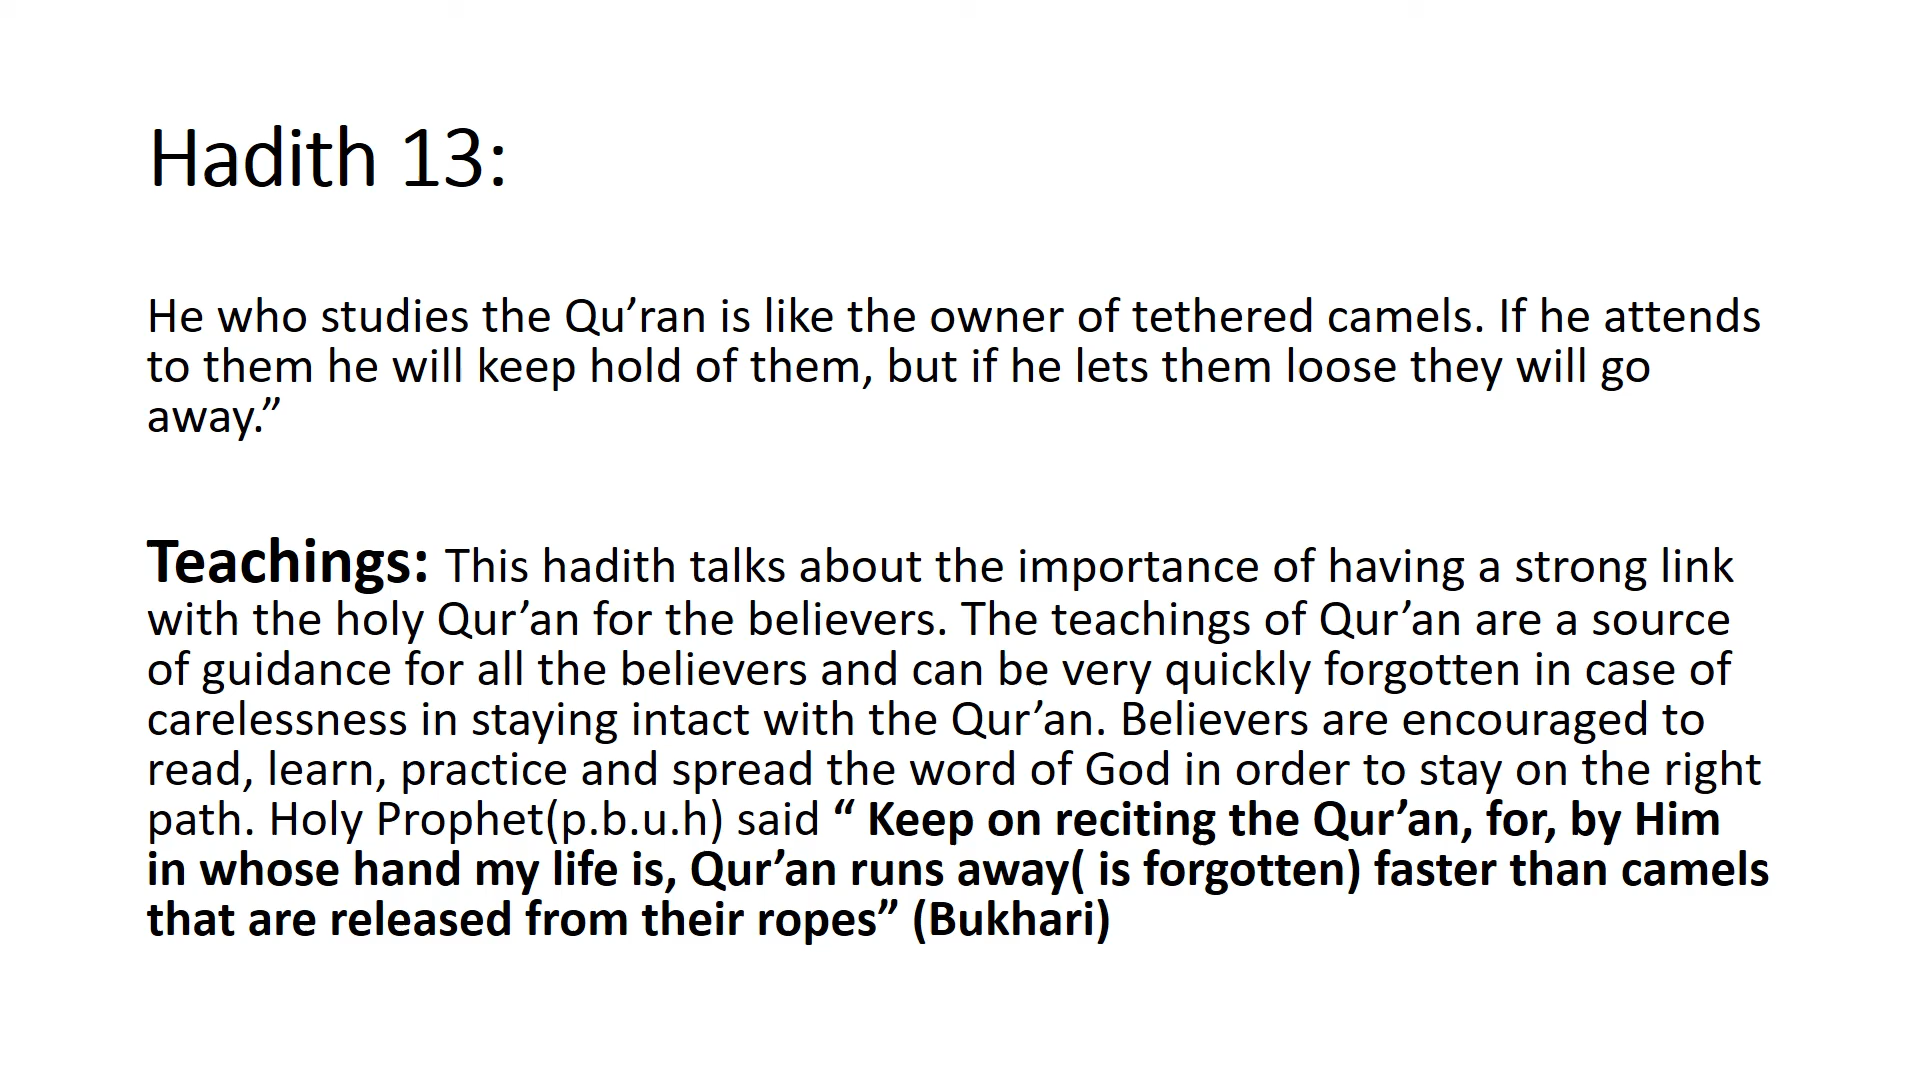 Hadith 13:
He who studies the Qu’ran is like the owner of tethered camels. If he attends
to them he will keep hold of them, but if he lets them loose they will go
away.”
Teachings: This hadith talks about the importance of having a strong link
with the holy Qur’an for the believers. The teachings of Qur’an are a source
of guidance for all the believers and can be very quickly forgotten in case of
carelessness in staying intact with the Qur’an. Believers are encouraged to
read, learn, practice and spread the word of God in order to stay on the right
path. Holy Prophet(p.b.u.h) said “ Keep on reciting the Qur’an, for, by Him
in whose hand my life is, Qur’an runs away( is forgotten) faster than camels
that are released from their ropes” (Bukhari)